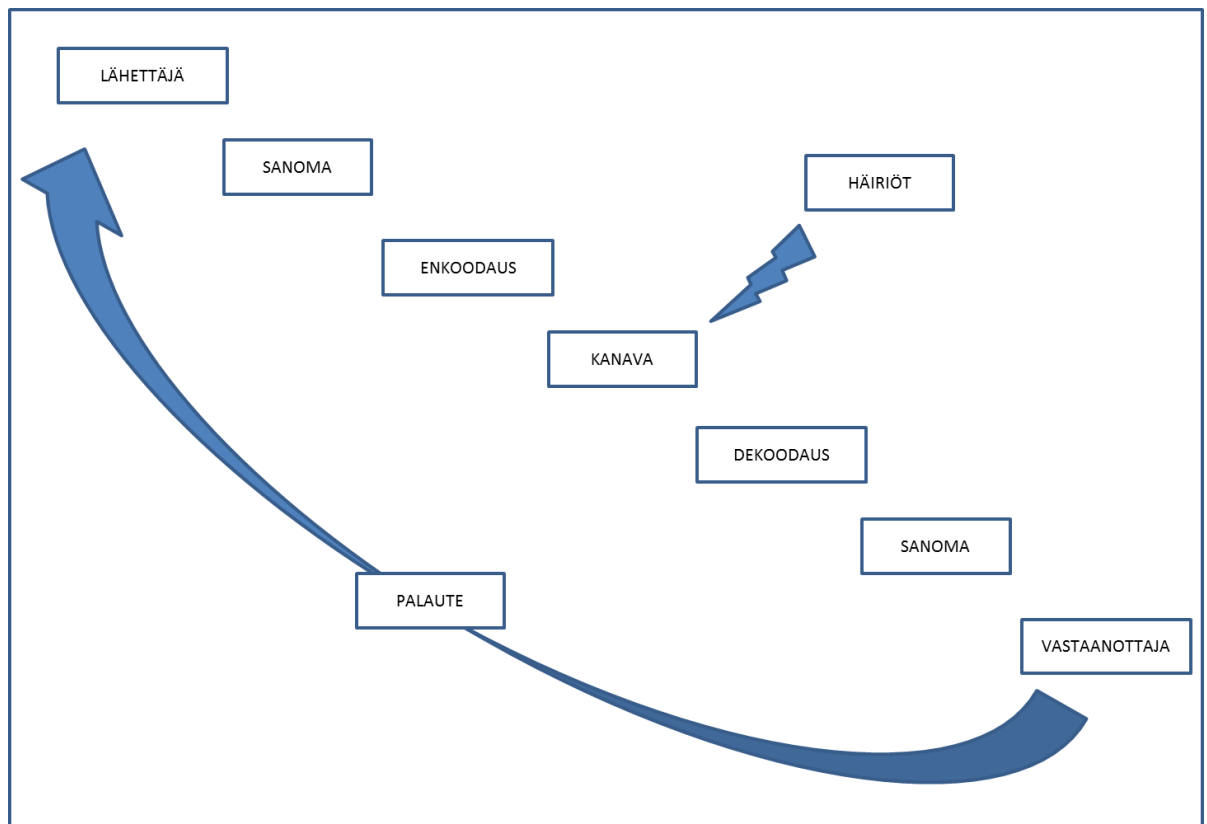 LÄHETTÄJÄ
SANOMA
HÄIRIÖT
ENKOODAUS
KANAVA
DEKOODAUS
SANOMA
PALAUTE
VASTAANOTTAJA